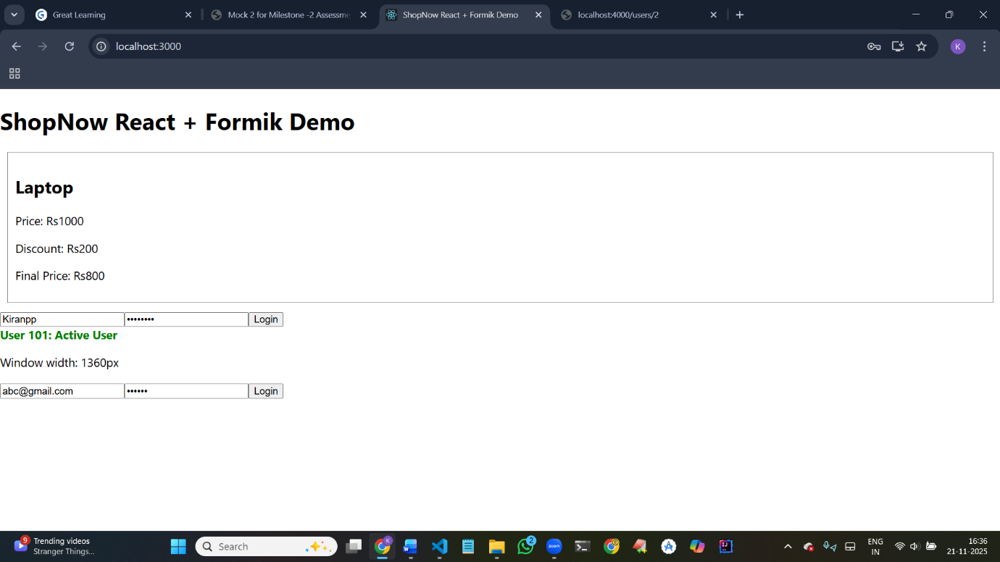 Great Learning
Mock 2 for Milestone -2 Assessme
ShopNow React + Formik Demo
localhost:4000/users/2
localhost:3000
K
ShopNow React + Formik Demo
Laptop
Price: Rs1000
Discount: Rs200
Final Price: Rs800
Kiranpp •••••••• Login
User 101: Active User
Window width: 1360px
abc@gmail.com •••••• Login
9
Trending videos
Stranger Things...
Search
K
2
zoom
ENG
IN
16:36
21-11-2025